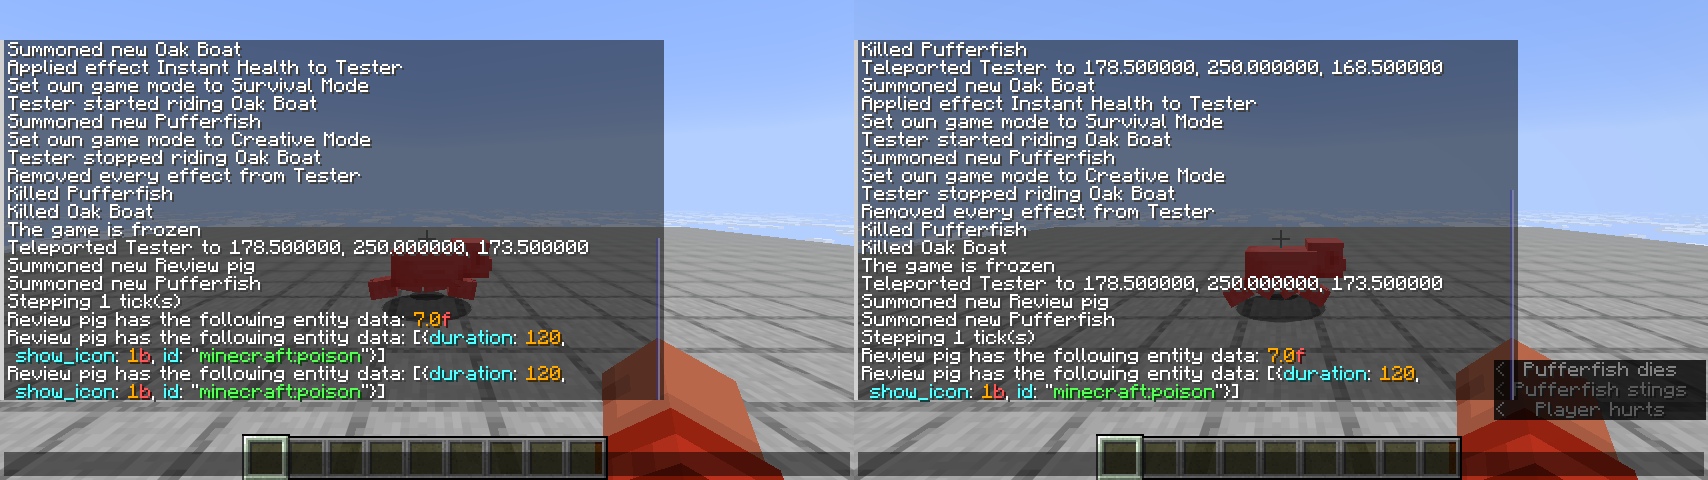 Summoned new Oak Boat
Applied effect Instant Health to Tester
Set own game mode to Survival Mode
Tester started riding Oak Boat
Summoned new Pufferfish
Set own game mode to Creative Mode
Tester stopped riding Oak Boat
Removed every effect from Tester
Killed Pufferfish
Killed Oak Boat
The game is frozen
Teleported Tester to 178.500000, 250.000000, 173.500000
Summoned new Review pig
Summoned new Pufferfish
Stepping 1 tick(s)
Review pig has the following entity data: 7.0f
Review pig has the following entity data: [{duration: 120,
show_icon: 1b, id: "minecraft:poison"}]
Review pig has the following entity data: [{duration: 120,
show_icon: 1b, id: "minecraft:poison"}]
Killed Pufferfish
Teleported Tester to 178.500000, 250.000000, 168.500000
Summoned new Oak Boat
Applied effect Instant Health to Tester
Set own game mode to Survival Mode
Tester started riding Oak Boat
Summoned new Pufferfish
Set own game mode to Creative Mode
Tester stopped riding Oak Boat
Removed every effect from Tester
Killed Pufferfish
Killed Oak Boat
The game is frozen
Teleported Tester to 178.500000, 250.000000, 173.500000
Summoned new Review pig
Summoned new Pufferfish
Stepping 1 tick(s)
Review pig has the following entity data: 7.0f
Review pig has the following entity data: [{duration: 120,
show_icon: 1b, id: "minecraft:poison"}]
< Pufferfish dies
< Pufferfish stings
< Player hurts